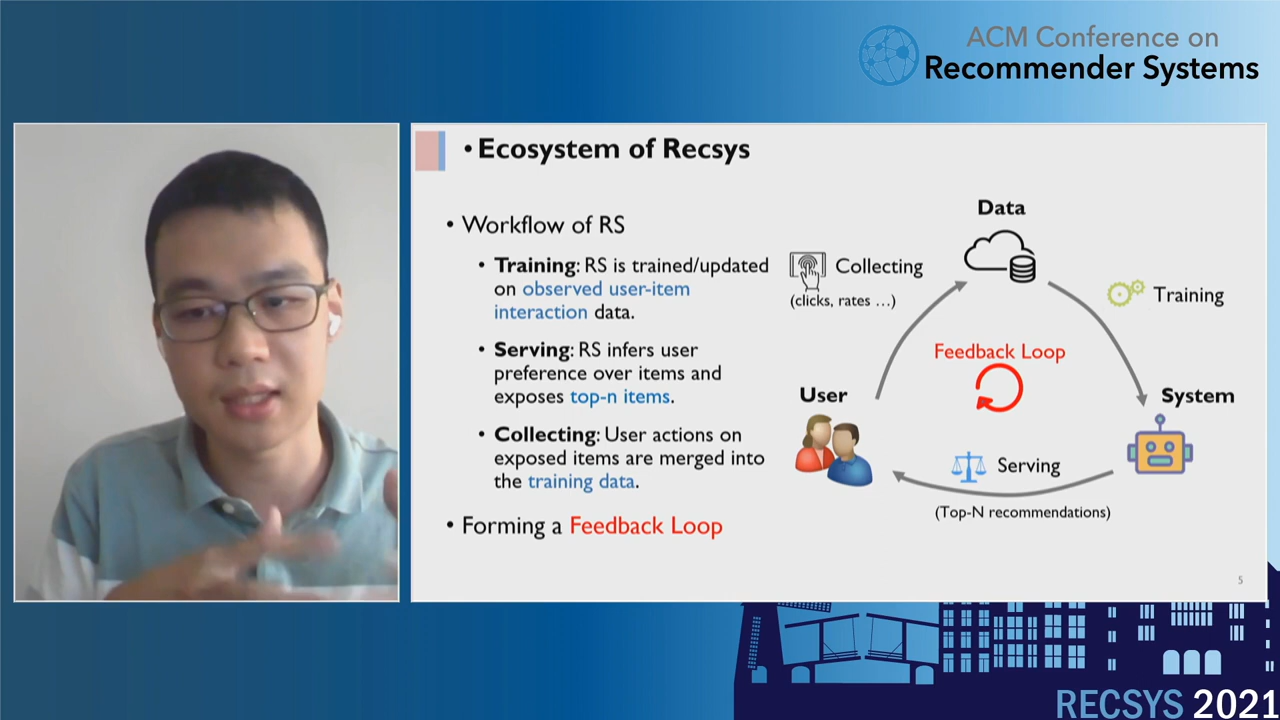 ACM Conference on
Recommender Systems
• Ecosystem of Recsys
• Workflow of RS
• Training: RS is trained/updated
on observed user-item
interaction data.
• Serving: RS infers user
preference over items and
exposes top-n items.
• Collecting: User actions on
exposed items are merged into
the training data.
• Forming a Feedback Loop
Data
Collecting
(clicks, rates ...)
Training
Feedback Loop
User
System
Serving
(Top-N recommendations)
5
RECSYS 2021